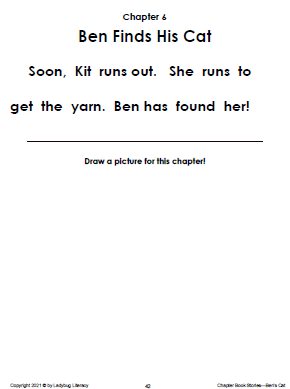 Chapter 6
Ben Finds His Cat
Soon, Kit runs out. She runs to
get the yarn. Ben has found her!
Draw a picture for this chapter!
Copyright 2021 © by Ladybug Literacy 42 Chapter Book Stories—Ben's Cat